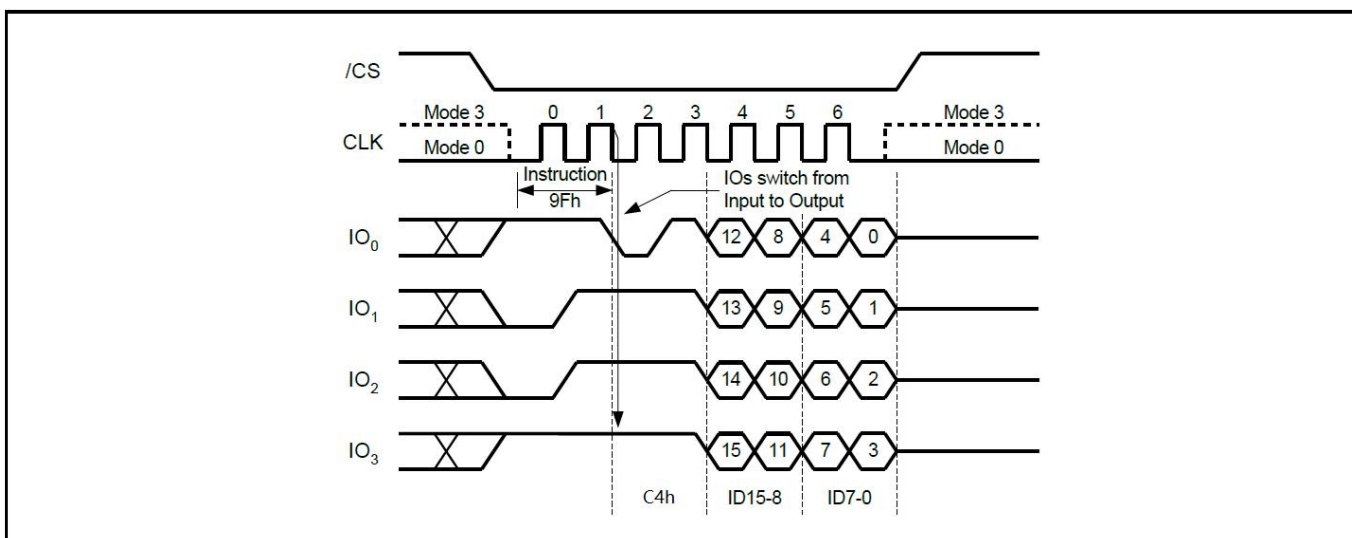 /CS
Mode 3
0 1 2 3 4 5 6
Mode 3
CLK
Mode 0
Mode 0
Instruction
9Fh
IOs switch from
Input to Output
IO0
12 8 4 0
IO1
13 9 5 1
IO2
14 10 6 2
IO3
15 11 7 3
C4h
ID15-8
ID7-0